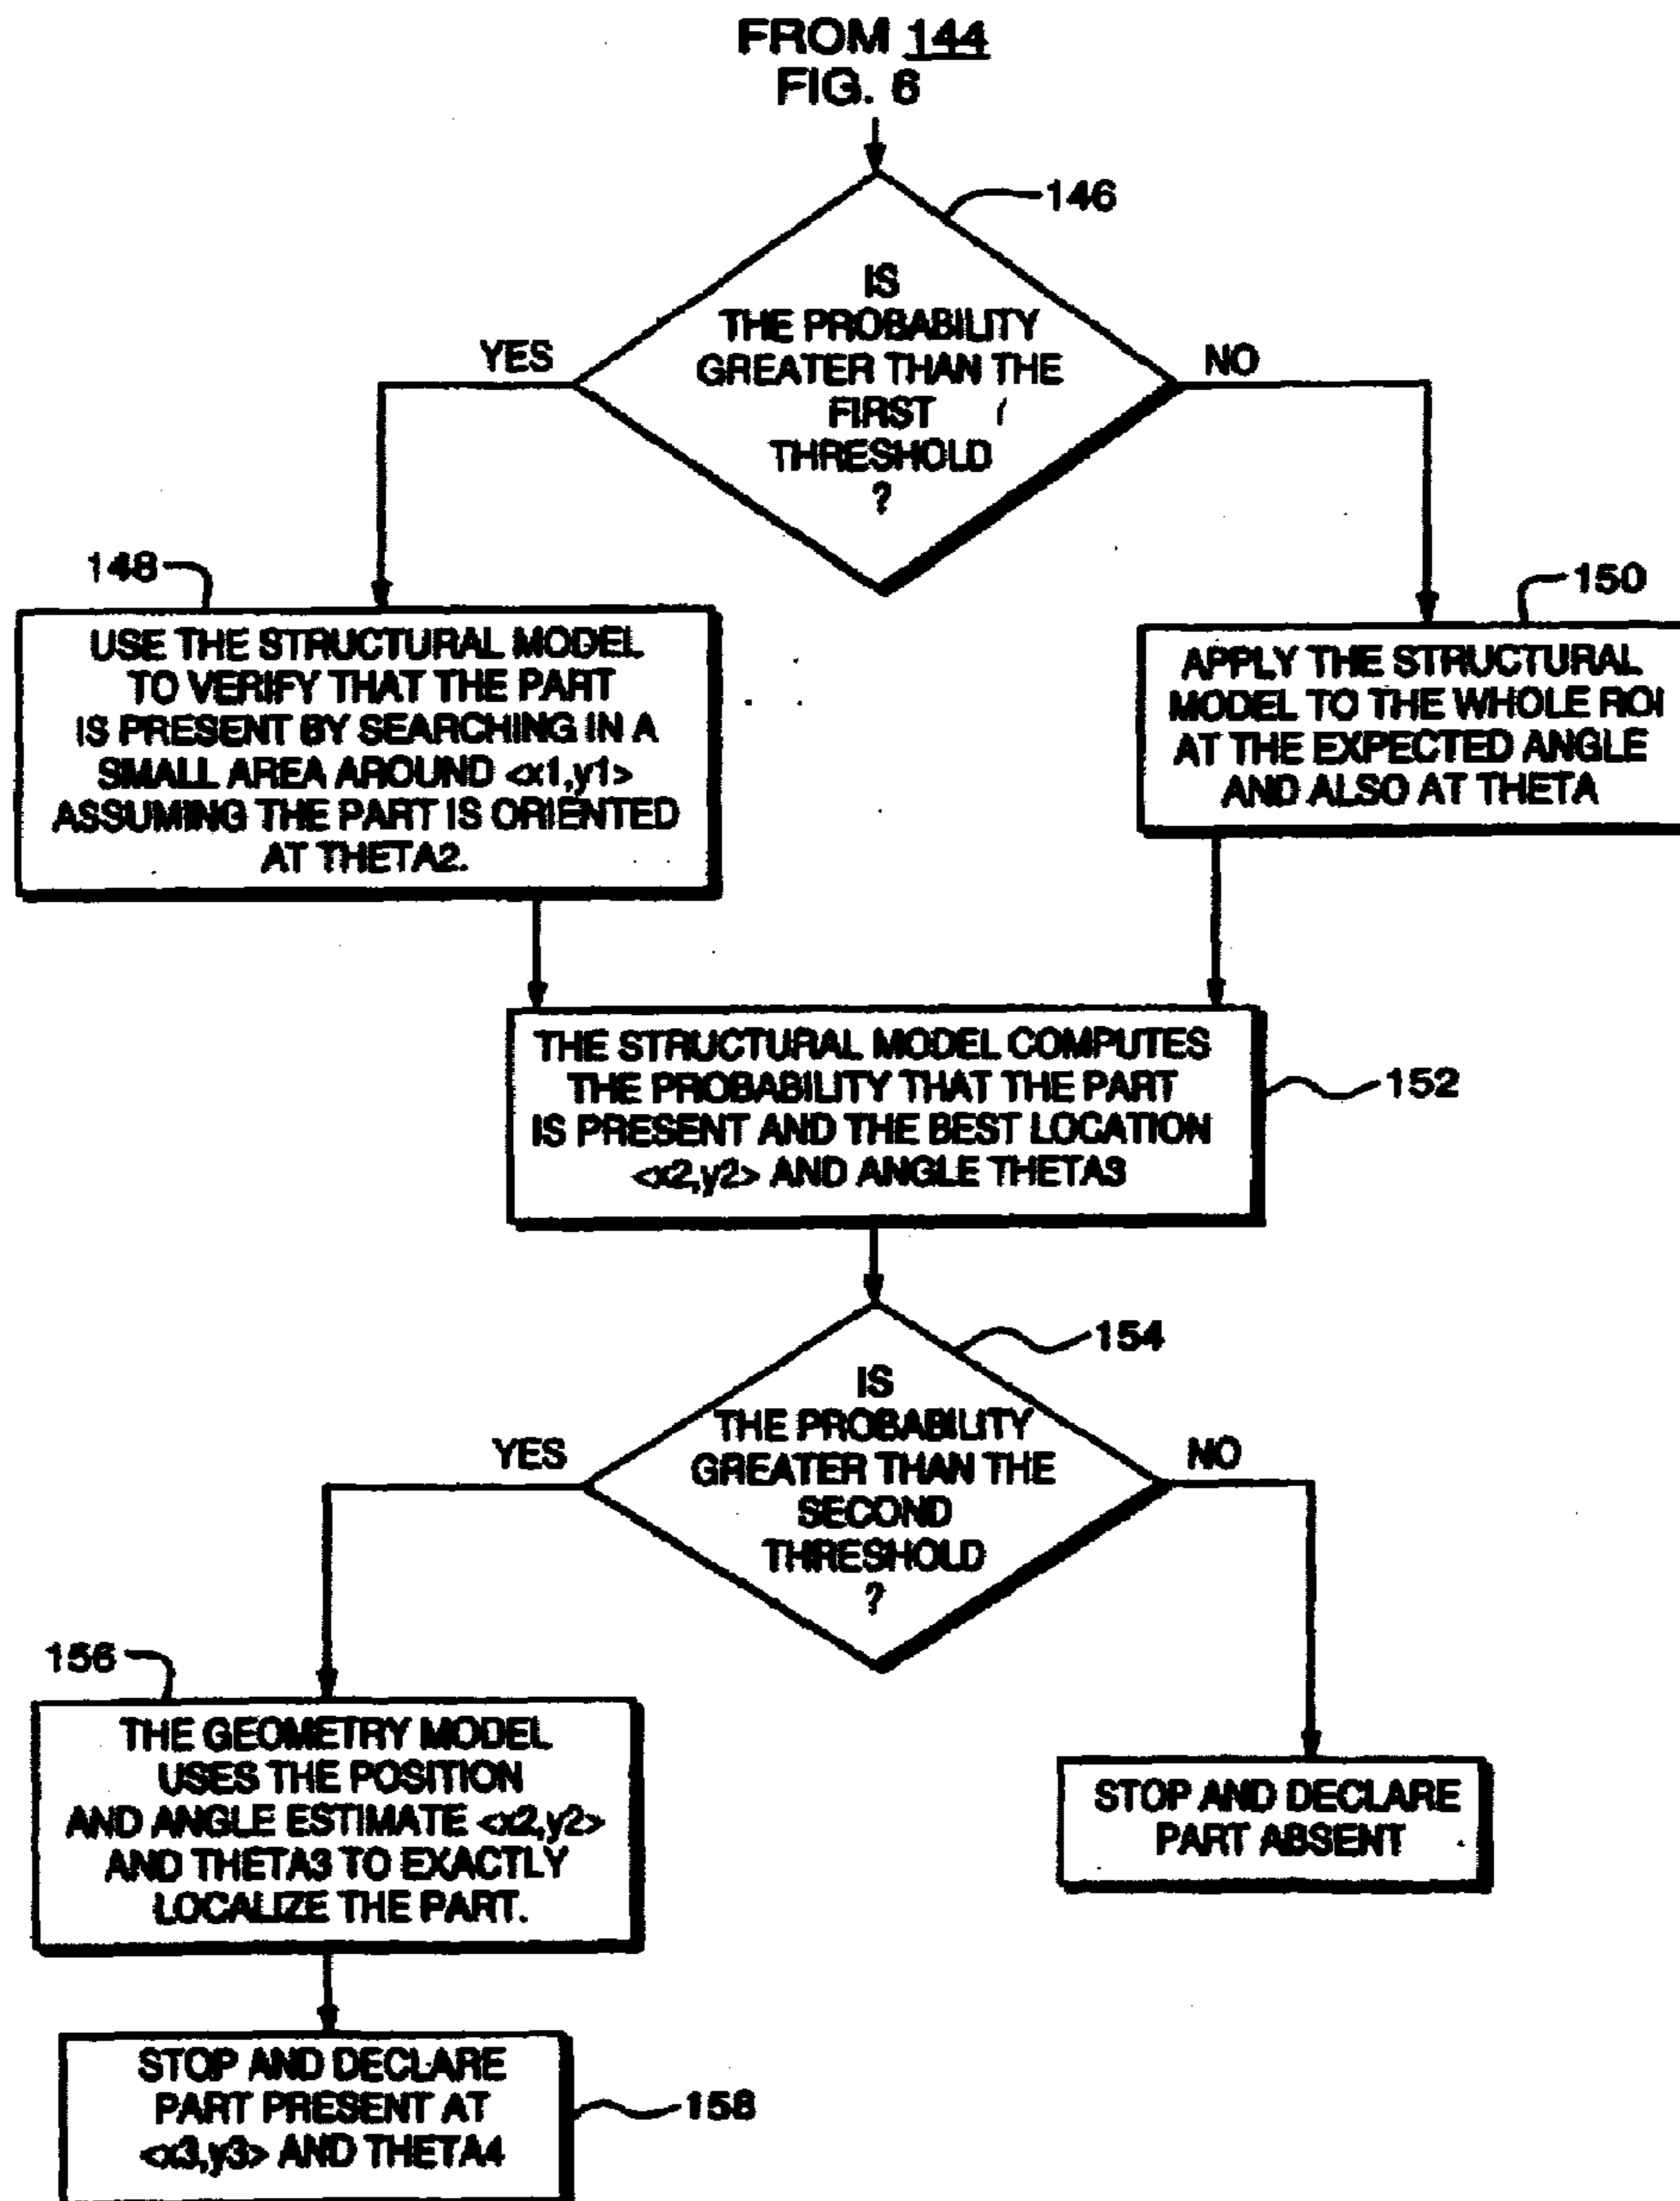 FROM 144
FIG. 6
146
IS
THE PROBABILITY
GREATER THAN THE
FIRST
THRESHOLD
?
YES
NO
148
USE THE STRUCTURAL MODEL
TO VERIFY THAT THE PART
IS PRESENT BY SEARCHING IN A
SMALL AREA AROUND <x1,y1>
ASSUMING THE PART IS ORIENTED
AT THETA2.
150
APPLY THE STRUCTURAL
MODEL TO THE WHOLE ROI
AT THE EXPECTED ANGLE
AND ALSO AT THETA
THE STRUCTURAL MODEL COMPUTES
THE PROBABILITY THAT THE PART
IS PRESENT AND THE BEST LOCATION
<x2,y2> AND ANGLE THETA3
152
154
IS
THE PROBABILITY
GREATER THAN THE
SECOND
THRESHOLD
?
YES
NO
156
THE GEOMETRY MODEL
USES THE POSITION
AND ANGLE ESTIMATE <x2,y2>
AND THETA3 TO EXACTLY
LOCALIZE THE PART.
STOP AND DECLARE
PART ABSENT
STOP AND DECLARE
PART PRESENT AT
<x3,y3> AND THETA4
158